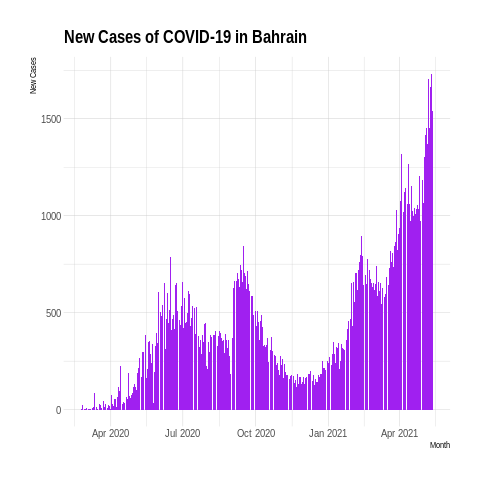 New Cases of COVID-19 in Bahrain
New Cases
1500
1000
500
0
Apr 2020 Jul 2020 Oct 2020 Jan 2021 Apr 2021
Month